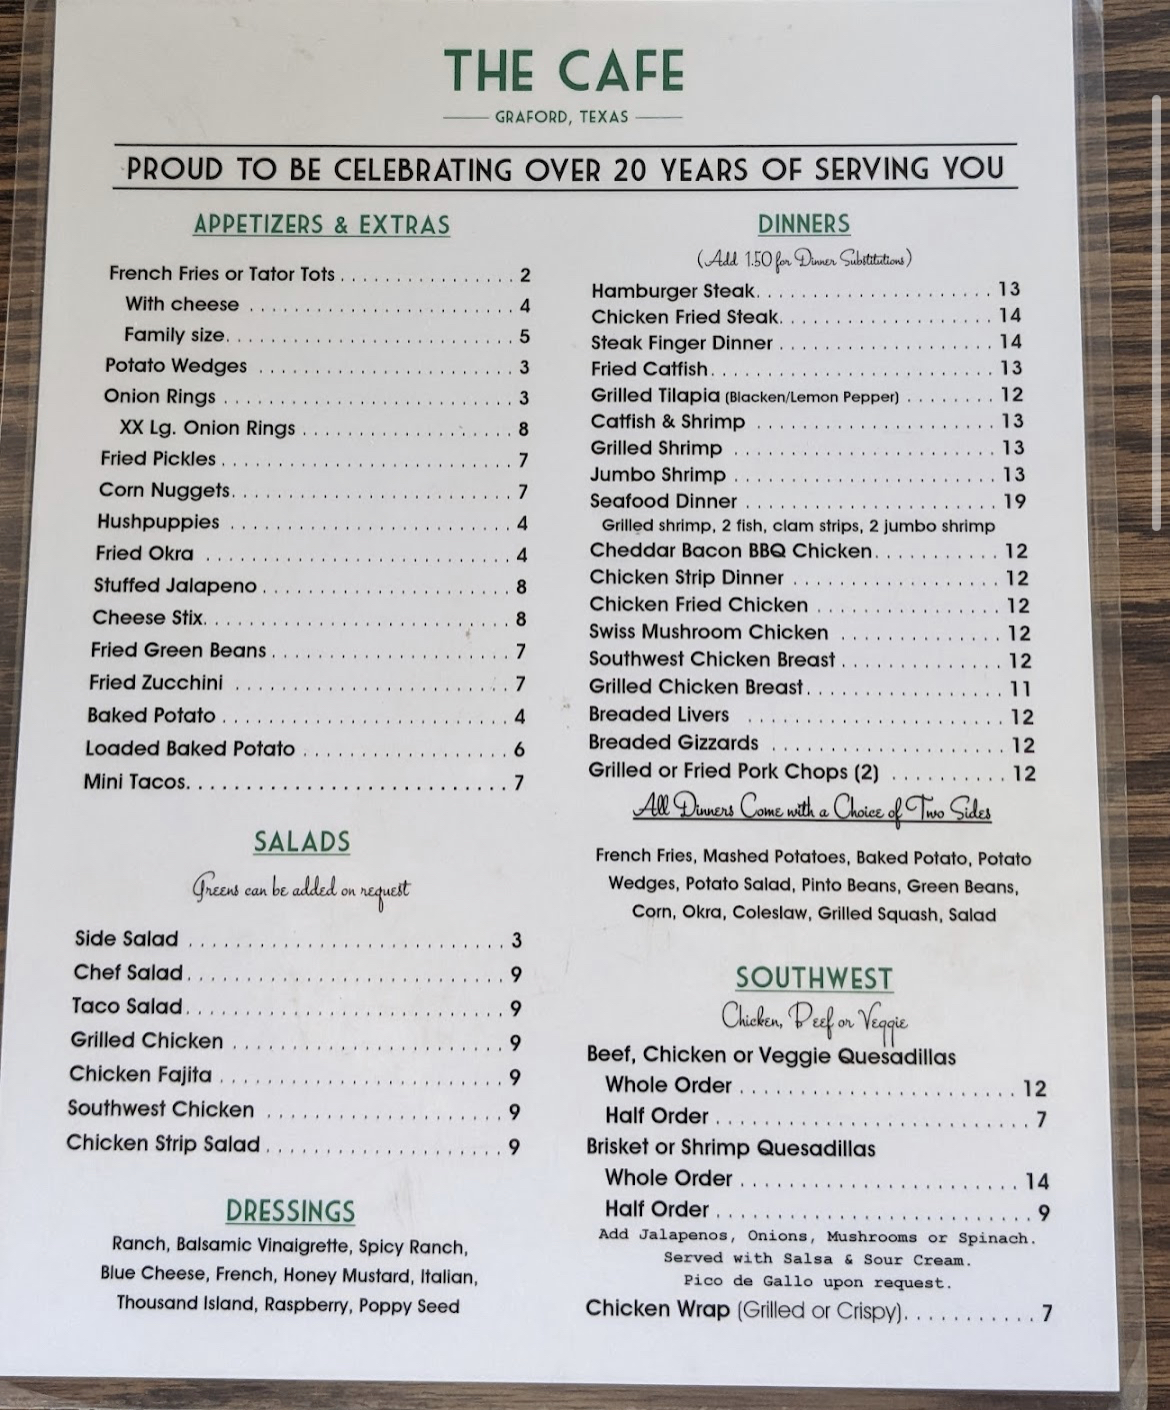 THE CAFE
GRAFORD, TEXAS
PROUD TO BE CELEBRATING OVER 20 YEARS OF SERVING YOU
APPETIZERS & EXTRAS
French Fries or Tator Tots . . . . . . . . . . . . . . . . 2
With cheese . . . . . . . . . . . . . . . . . . . . . . . . 4
Family size. . . . . . . . . . . . . . . . . . . . . . . . . 5
Potato Wedges . . . . . . . . . . . . . . . . . . . . . . . 3
Onion Rings . . . . . . . . . . . . . . . . . . . . . . . . 3
XX Lg. Onion Rings . . . . . . . . . . . . . . . . . . . 8
Fried Pickles . . . . . . . . . . . . . . . . . . . . . . . . 7
Corn Nuggets. . . . . . . . . . . . . . . . . . . . . . . . 7
Hushpuppies . . . . . . . . . . . . . . . . . . . . . . . . 4
Fried Okra . . . . . . . . . . . . . . . . . . . . . . . . . 4
Stuffed Jalapeno . . . . . . . . . . . . . . . . . . . . . 8
Cheese Stix. . . . . . . . . . . . . . . . . . . . . . . . . 8
Fried Green Beans . . . . . . . . . . . . . . . . . . . . 7
Fried Zucchini . . . . . . . . . . . . . . . . . . . . . . . 7
Baked Potato . . . . . . . . . . . . . . . . . . . . . . . 4
Loaded Baked Potato . . . . . . . . . . . . . . . . . . 6
Mini Tacos. . . . . . . . . . . . . . . . . . . . . . . . . . 7
SALADS
Greens can be added on request
Side Salad . . . . . . . . . . . . . . . . . . . . . . . . . 3
Chef Salad . . . . . . . . . . . . . . . . . . . . . . . . . 9
Taco Salad. . . . . . . . . . . . . . . . . . . . . . . . . . 9
Grilled Chicken . . . . . . . . . . . . . . . . . . . . . . 9
Chicken Fajita . . . . . . . . . . . . . . . . . . . . . . . 9
Southwest Chicken . . . . . . . . . . . . . . . . . . . . 9
Chicken Strip Salad . . . . . . . . . . . . . . . . . . . . 9
DRESSINGS
Ranch, Balsamic Vinaigrette, Spicy Ranch,
Blue Cheese, French, Honey Mustard, Italian,
Thousand Island, Raspberry, Poppy Seed
DINNERS
(Add 1.50 for Dinner Substitutions)
Hamburger Steak. . . . . . . . . . . . . . . . . . . . . 13
Chicken Fried Steak. . . . . . . . . . . . . . . . . . . 14
Steak Finger Dinner . . . . . . . . . . . . . . . . . . . 14
Fried Catfish. . . . . . . . . . . . . . . . . . . . . . . . 13
Grilled Tilapia (Blacken/Lemon Pepper) . . . . . . . . 12
Catfish & Shrimp . . . . . . . . . . . . . . . . . . . . . 13
Grilled Shrimp . . . . . . . . . . . . . . . . . . . . . . 13
Jumbo Shrimp . . . . . . . . . . . . . . . . . . . . . . 13
Seafood Dinner . . . . . . . . . . . . . . . . . . . . . 19
Grilled shrimp, 2 fish, clam strips, 2 jumbo shrimp
Cheddar Bacon BBQ Chicken. . . . . . . . . . . 12
Chicken Strip Dinner . . . . . . . . . . . . . . . . . . 12
Chicken Fried Chicken . . . . . . . . . . . . . . . . 12
Swiss Mushroom Chicken . . . . . . . . . . . . . . 12
Southwest Chicken Breast . . . . . . . . . . . . . . 12
Grilled Chicken Breast. . . . . . . . . . . . . . . . . 11
Breaded Livers . . . . . . . . . . . . . . . . . . . . . . 12
Breaded Gizzards . . . . . . . . . . . . . . . . . . . . 12
Grilled or Fried Pork Chops (2) . . . . . . . . . . 12
All Dinners Come with a Choice of Two Sides
French Fries, Mashed Potatoes, Baked Potato, Potato
Wedges, Potato Salad, Pinto Beans, Green Beans,
Corn, Okra, Coleslaw, Grilled Squash, Salad
SOUTHWEST
Chicken, Beef or Veggie
Beef, Chicken or Veggie Quesadillas
Whole Order . . . . . . . . . . . . . . . . . . . . . . . 12
Half Order . . . . . . . . . . . . . . . . . . . . . . . . . . 7
Brisket or Shrimp Quesadillas
Whole Order . . . . . . . . . . . . . . . . . . . . . . . 14
Half Order . . . . . . . . . . . . . . . . . . . . . . . . . . 9
Add Jalapenos, Onions, Mushrooms or Spinach.
Served with Salsa & Sour Cream.
Pico de Gallo upon request.
Chicken Wrap (Grilled or Crispy). . . . . . . . . . . 7